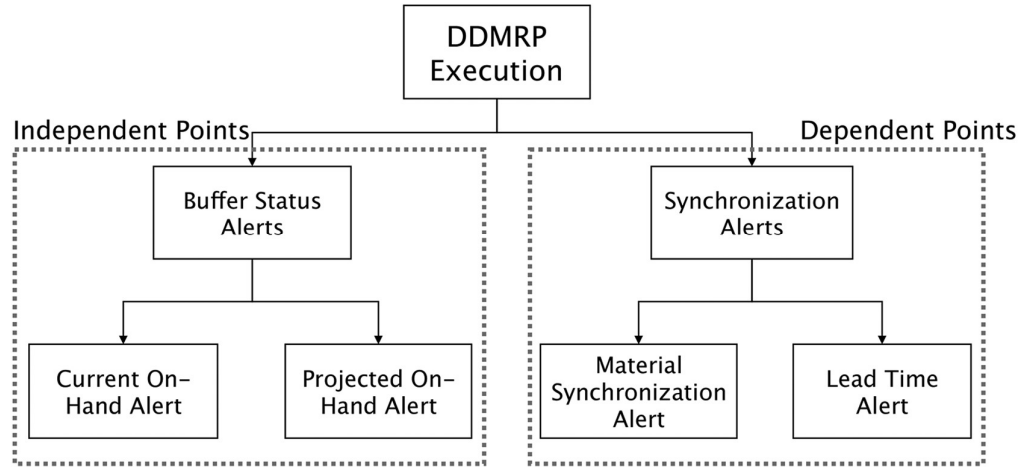 DDMRP
Execution
Independent Points
Dependent Points
Buffer Status
Alerts
Synchronization
Alerts
Current On-
Hand Alert
Projected On-
Hand Alert
Material
Synchronization
Alert
Lead Time
Alert